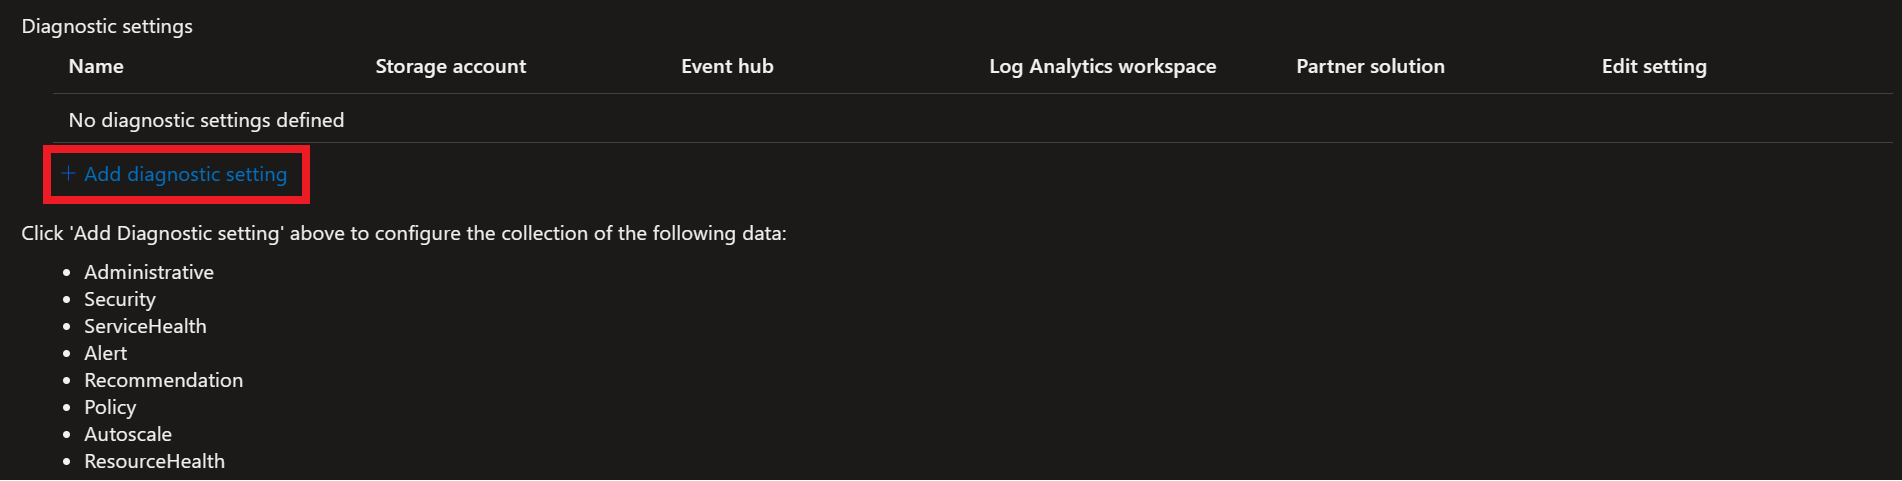 Diagnostic settings
Name Storage account Event hub Log Analytics workspace Partner solution Edit setting
No diagnostic settings defined
+ Add diagnostic setting
Click 'Add Diagnostic setting' above to configure the collection of the following data:
• Administrative
• Security
• ServiceHealth
• Alert
• Recommendation
• Policy
• Autoscale
• ResourceHealth